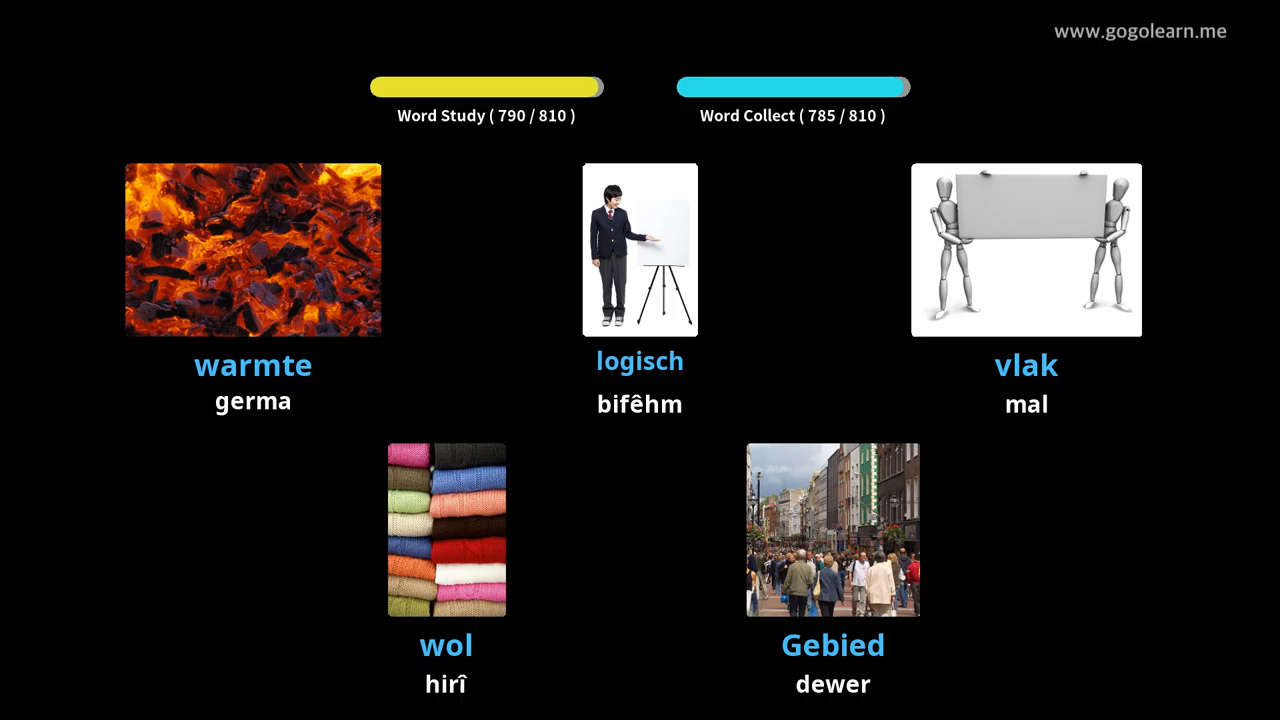 www.gogolearn.me
Word Study ( 790 / 810 )
Word Collect ( 785 / 810 )
warmte
germa
logisch
bifêhm
vlak
mal
wol
hirî
Gebied
dewer